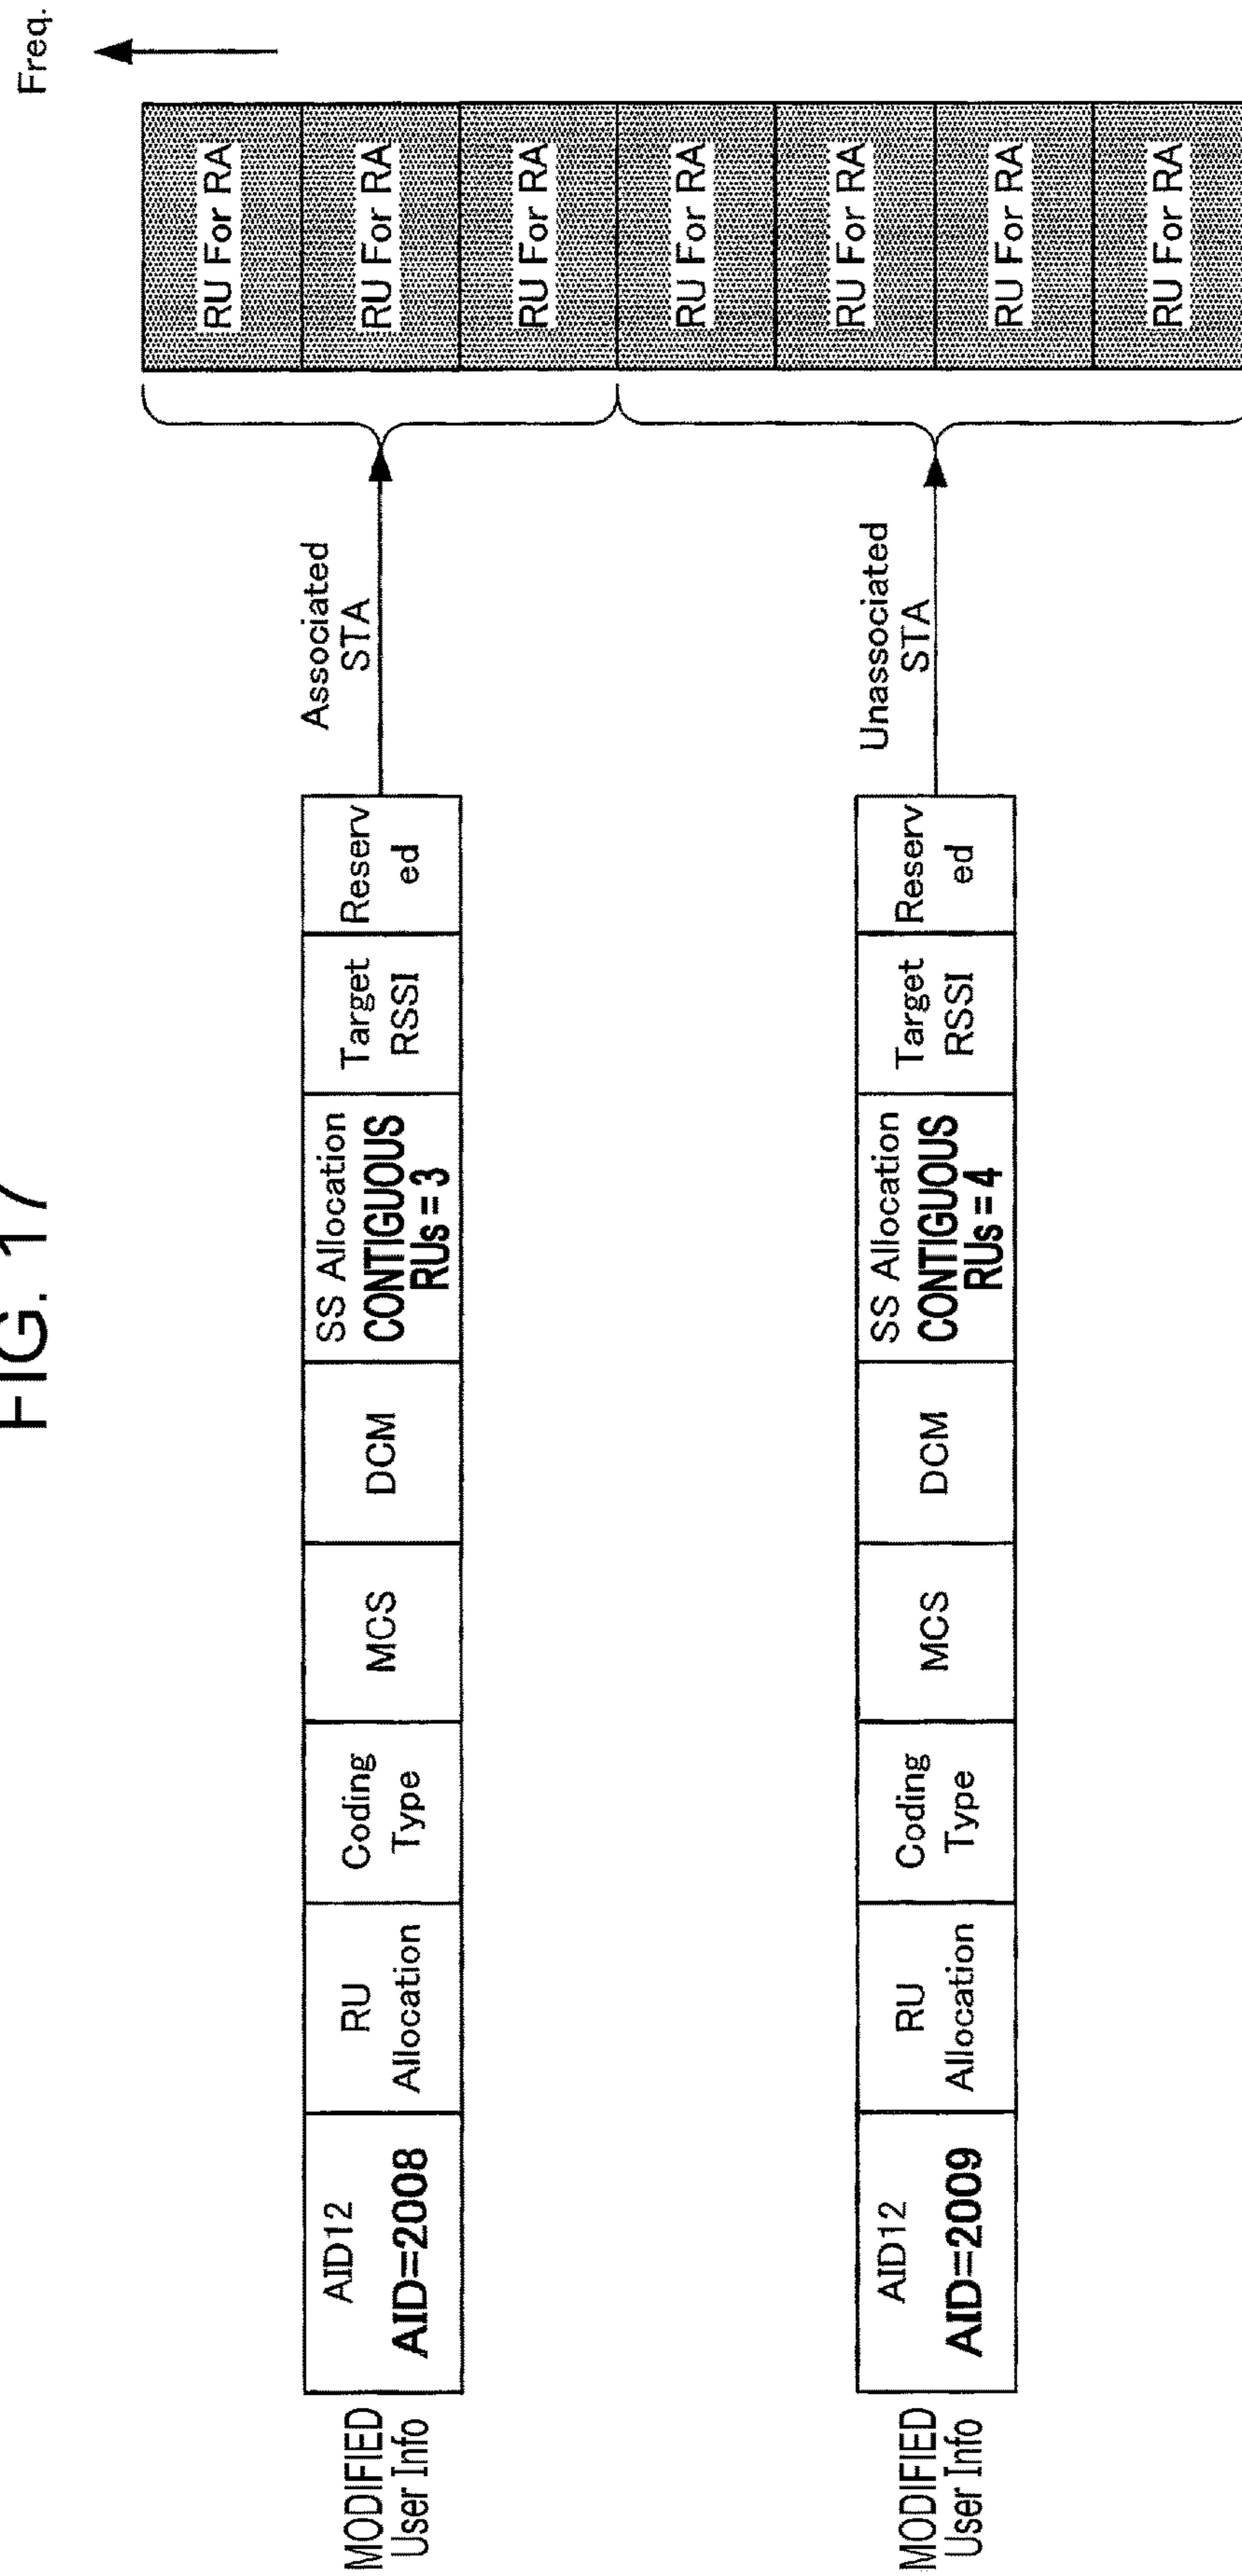 FIG. 17
MODIFIED
User Info
AID12
AID=2008
RU
Allocation
Coding
Type
MCS
DCM
SS Allocation
CONTIGUOUS
RUs = 3
Target
RSSI
Reserv
ed
Associated
STA
MODIFIED
User Info
AID12
AID=2009
RU
Allocation
Coding
Type
MCS
DCM
SS Allocation
CONTIGUOUS
RUs = 4
Target
RSSI
Reserv
ed
Unassociated
STA
Freq.
RU For RA
RU For RA
RU For RA
RU For RA
RU For RA
RU For RA
RU For RA